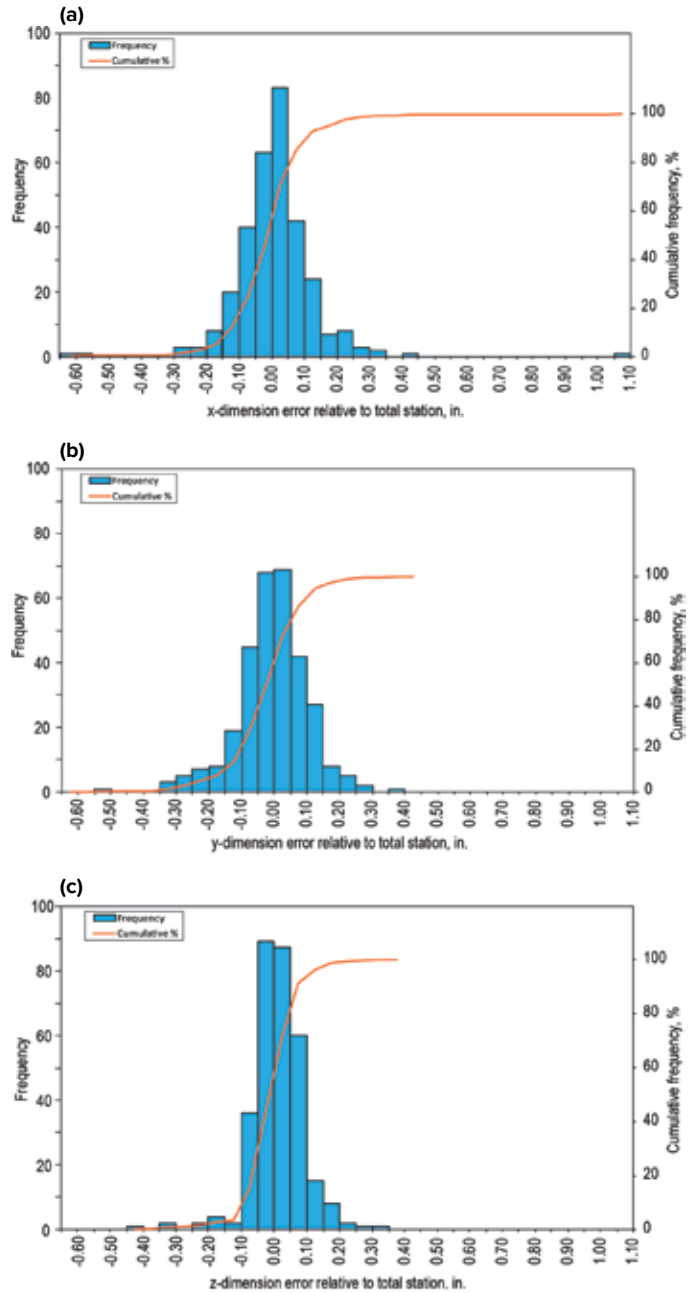 (a)
Frequency
Cumulative %
100
80
60
40
20
0
Frequency
100
80
60
40
20
0
Cumulative frequency, %
-0.60 -0.50 -0.40 -0.30 -0.20 -0.10 0.00 0.10 0.20 0.30 0.40 0.50 0.60 0.70 0.80 0.90 1.00 1.10
x-dimension error relative to total station, in.
(b)
Frequency
Cumulative %
100
80
60
40
20
0
Frequency
100
80
60
40
20
0
Cumulative frequency, %
-0.60 -0.50 -0.40 -0.30 -0.20 -0.10 0.00 0.10 0.20 0.30 0.40 0.50 0.60 0.70 0.80 0.90 1.00 1.10
y-dimension error relative to total station, in.
(c)
Frequency
Cumulative %
100
80
60
40
20
0
Frequency
100
80
60
40
20
0
Cumulative frequency, %
-0.60 -0.50 -0.40 -0.30 -0.20 -0.10 0.00 0.10 0.20 0.30 0.40 0.50 0.60 0.70 0.80 0.90 1.00 1.10
z-dimension error relative to total station, in.